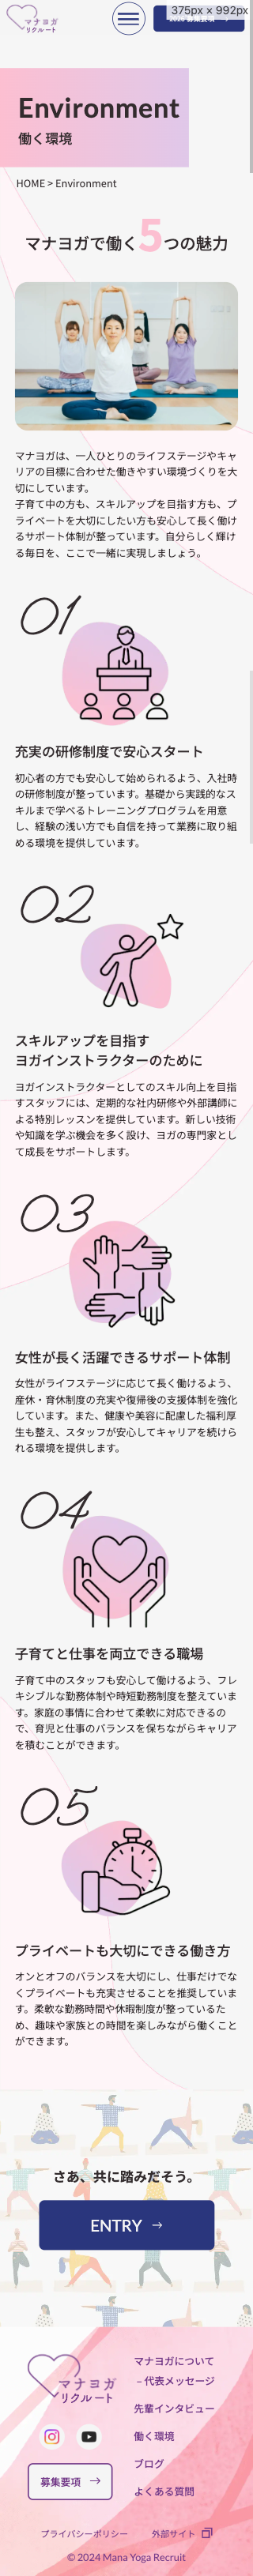 マナヨガ
リクルート
2026 募集要項 →
375px × 992px
Environment
働く環境
HOME > Environment
マナヨガで働く5つの魅力
マナヨガは、一人ひとりのライフステージやキャ
リアの目標に合わせた働きやすい環境づくりを大
切にしています。
子育て中の方も、スキルアップを目指す方も、プ
ライベートを大切にしたい方も安心して長く働け
るサポート体制が整っています。自分らしく輝け
る毎日を、ここで一緒に実現しましょう。
01
充実の研修制度で安心スタート
初心者の方でも安心して始められるよう、入社時
の研修制度が整っています。基礎から実践的なス
キルまで学べるトレーニングプログラムを用意
し、経験の浅い方でも自信を持って業務に取り組
める環境を提供しています。
02
スキルアップを目指す
ヨガインストラクターのために
ヨガインストラクターとしてのスキル向上を目指
すスタッフには、定期的な社内研修や外部講師に
よる特別レッスンを提供しています。新しい技術
や知識を学ぶ機会を多く設け、ヨガの専門家とし
て成長をサポートします。
03
女性が長く活躍できるサポート体制
女性がライフステージに応じて長く働けるよう、
産休・育休制度の充実や復帰後の支援体制を強化
しています。また、健康や美容に配慮した福利厚
生も整え、スタッフが安心してキャリアを続けら
れる環境を提供します。
04
子育てと仕事を両立できる職場
子育て中のスタッフも安心して働けるよう、フレ
キシブルな勤務体制や時短勤務制度を整えていま
す。家庭の事情に合わせて柔軟に対応できるの
で、育児と仕事のバランスを保ちながらキャリア
を積むことができます。
05
プライベートも大切にできる働き方
オンとオフのバランスを大切にし、仕事だけでな
くプライベートも充実させることを推奨していま
す。柔軟な勤務時間や休暇制度が整っているた
め、趣味や家族との時間を楽しみながら働くこと
ができます。
さあ、共に踏みだそう。
ENTRY →
マナヨガ
リクルート
募集要項 →
マナヨガについて
– 代表メッセージ
先輩インタビュー
働く環境
ブログ
よくある質問
プライバシーポリシー
外部サイト
© 2024 Mana Yoga Recruit